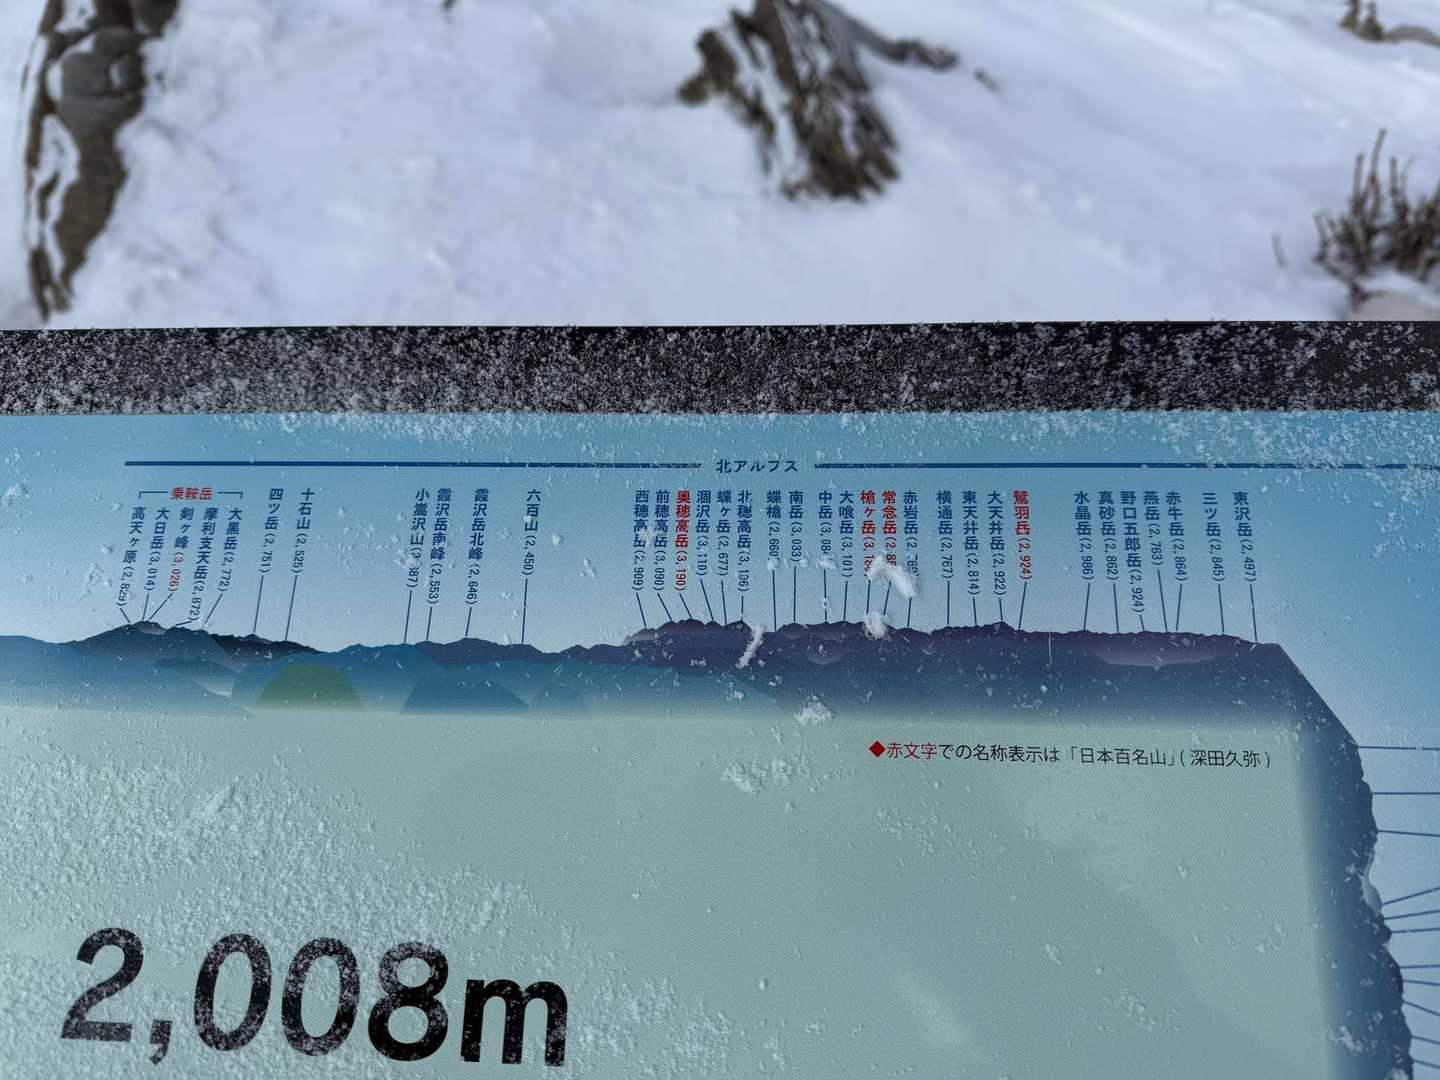 北アルプス
乗鞍岳
高天ヶ原(2,829)
大日岳(3,014)
剣ヶ峰(3,026)
摩利支天岳(2,872)
大黒岳(2,772)
四ツ岳(2,751)
十石山(2,525)
小嵩沢山
霞沢岳南峰(2,553)
霞沢岳北峰(2,646)
六百山(2,450)
西穂高岳(2,909)
前穂高岳(3,090)
奥穂高岳(3,190)
涸沢岳(3,110)
蝶ヶ岳(2,677)
北穂高岳(3,106)
蝶槍(2,660)
南岳(3,033)
中岳(3,084)
大喰岳(3,101)
槍ヶ岳
常念岳
赤岩岳
横通岳(2,767)
東天井岳(2,814)
大天井岳(2,922)
鷲羽岳(2,924)
水晶岳(2,986)
真砂岳(2,862)
野口五郎岳(2,924)
燕岳(2,763)
赤牛岳(2,864)
三ツ岳(2,845)
東沢岳(2,497)
◆赤文字での名称表示は「日本百名山」(深田久弥)
2,008m